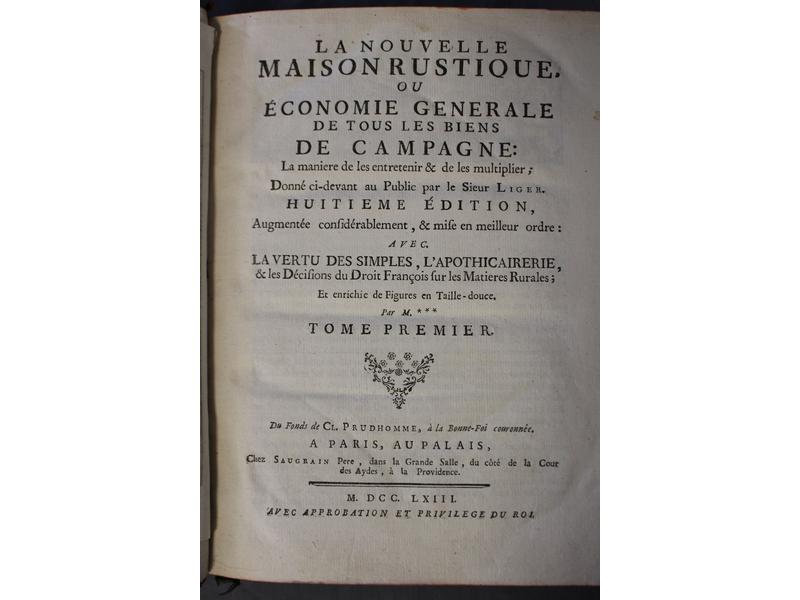 LA NOUVELLE
MAISON RUSTIQUE.
OU
ÉCONOMIE GENERALE
DE TOUS LES BIENS
DE CAMPAGNE:
La maniere de les entretenir & de les multiplier;
Donné ci-devant au Public par le Sieur LIGER.
HUITIEME ÉDITION,
Augmentée considérablement, & mise en meilleur ordre:
AVEC.
LA VERTU DES SIMPLES, L'APOTHICAIRERIE,
& les Décisions du Droit François sur les Matieres Rurales;
Et enrichie de Figures en Taille-douce.
Par M. ***
TOME PREMIER.
Du Fonds de CL. PRUDHOMME, à la Bonne-Foi couronnée.
A PARIS, AU PALAIS,
Chez SAUGRAIN Pere, dans la Grande Salle, du côté de la Cour
des Aydes, à la Providence.
M. DCC. LXIII.
AVEC APPROBATION ET PRIVILEGE DU ROI.